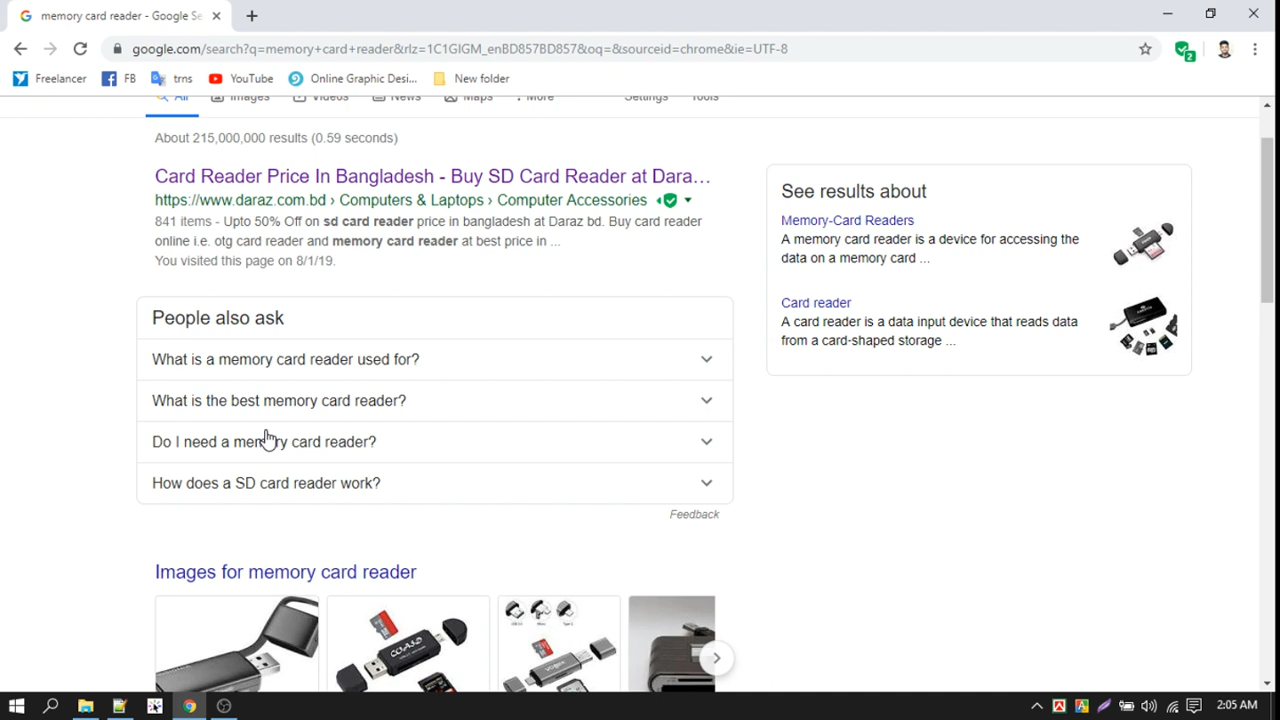 memory card reader - Google Se
google.com/search?q=memory+card+reader&rlz=1C1GIGM_enBD857BD857&oq=&sourceid=chrome&ie=UTF-8
2
Freelancer FB trns YouTube Online Graphic Desi... New folder
All Images Videos News Maps More Settings Tools
About 215,000,000 results (0.59 seconds)
Card Reader Price In Bangladesh - Buy SD Card Reader at Dara...
https://www.daraz.com.bd › Computers & Laptops › Computer Accessories
841 items - Upto 50% Off on sd card reader price in bangladesh at Daraz bd. Buy card reader
online i.e. otg card reader and memory card reader at best price in ...
You visited this page on 8/1/19.
People also ask
What is a memory card reader used for?
What is the best memory card reader?
Do I need a memory card reader?
How does a SD card reader work?
Feedback
Images for memory card reader
See results about
Memory-Card Readers
A memory card reader is a device for accessing the
data on a memory card ...
Card reader
A card reader is a data input device that reads data
from a card-shaped storage ...
2:05 AM